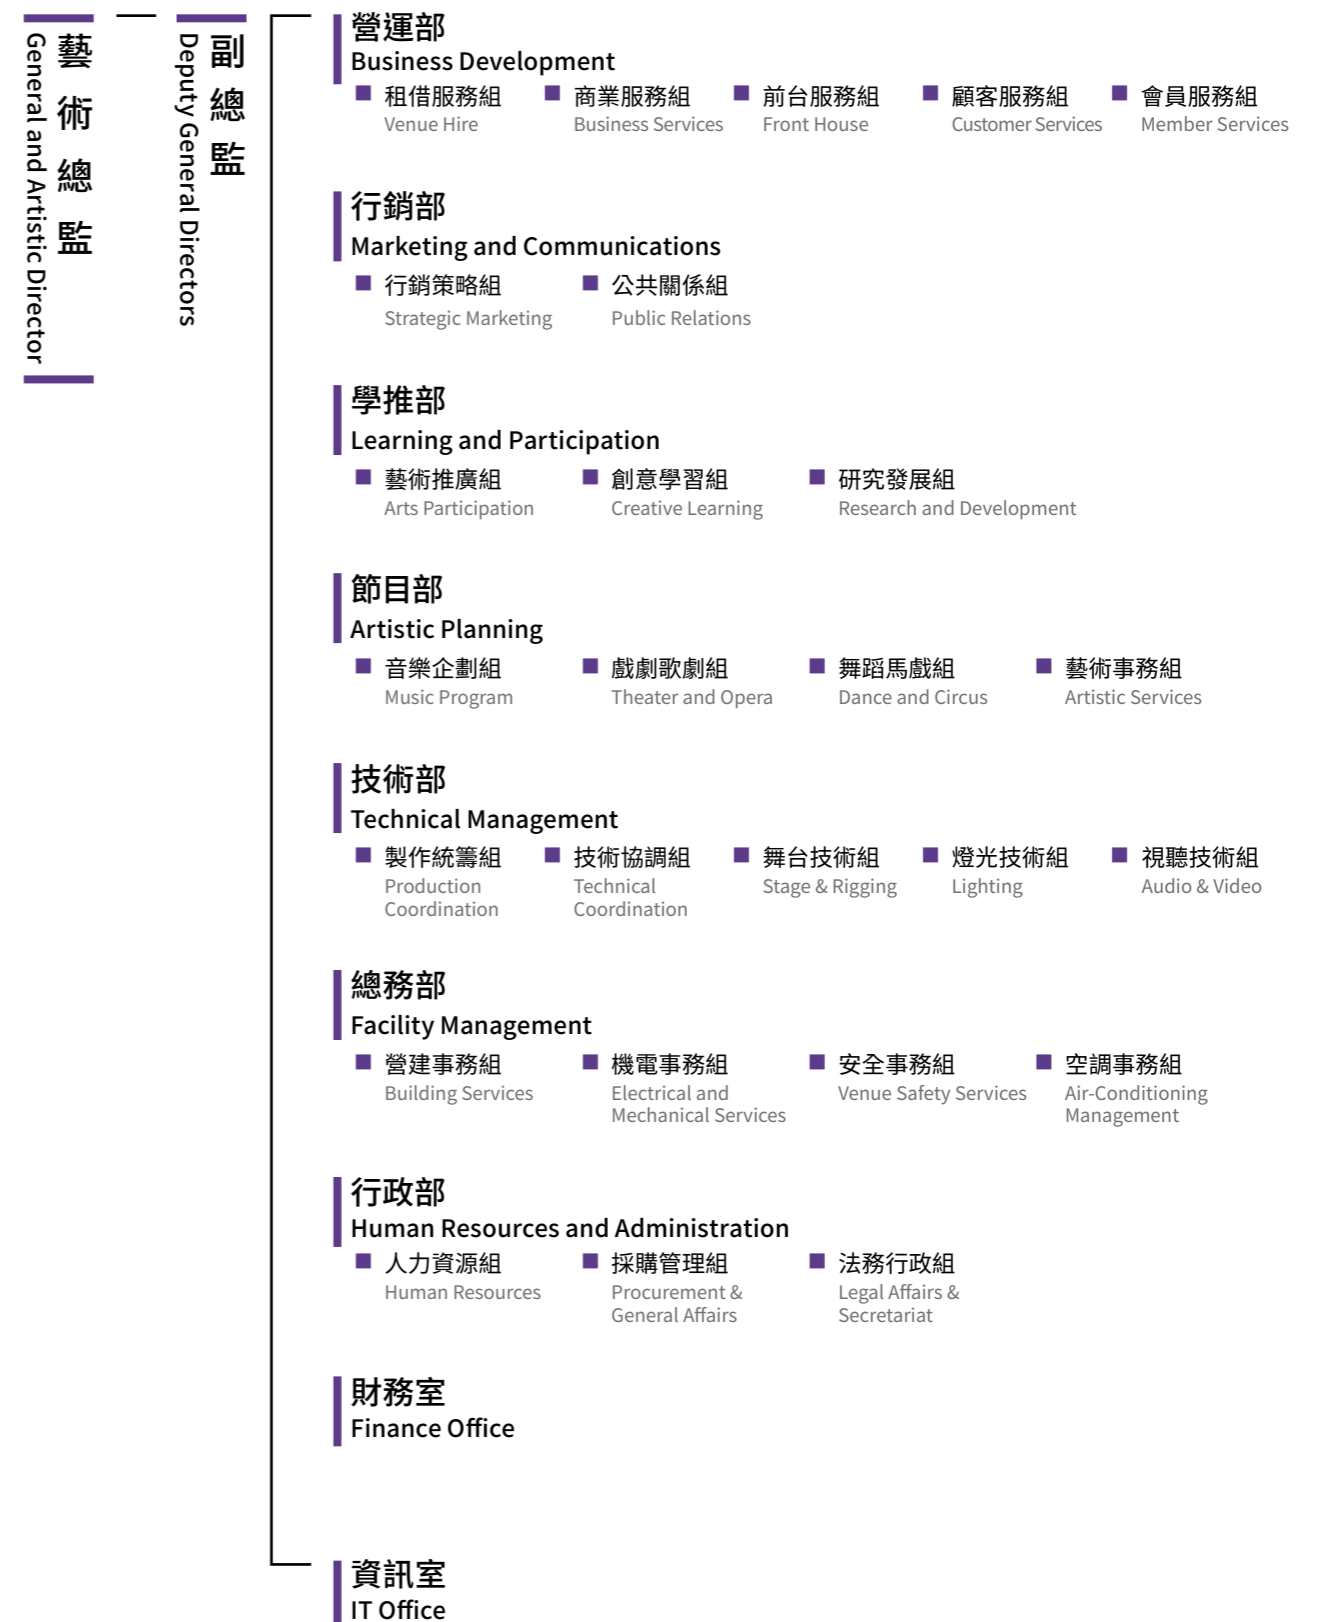 藝術總監
General and Artistic Director
副總監
Deputy General Directors
營運部
Business Development
租借服務組
Venue Hire
商業服務組
Business Services
前台服務組
Front House
顧客服務組
Customer Services
會員服務組
Member Services
行銷部
Marketing and Communications
行銷策略組
Strategic Marketing
公共關係組
Public Relations
學推部
Learning and Participation
藝術推廣組
Arts Participation
創意學習組
Creative Learning
研究發展組
Research and Development
節目部
Artistic Planning
音樂企劃組
Music Program
戲劇歌劇組
Theater and Opera
舞蹈馬戲組
Dance and Circus
藝術事務組
Artistic Services
技術部
Technical Management
製作統籌組
Production
Coordination
技術協調組
Technical
Coordination
舞台技術組
Stage & Rigging
燈光技術組
Lighting
視聽技術組
Audio & Video
總務部
Facility Management
營建事務組
Building Services
機電事務組
Electrical and
Mechanical Services
安全事務組
Venue Safety Services
空調事務組
Air-Conditioning
Management
行政部
Human Resources and Administration
人力資源組
Human Resources
採購管理組
Procurement &
General Affairs
法務行政組
Legal Affairs &
Secretariat
財務室
Finance Office
資訊室
IT Office